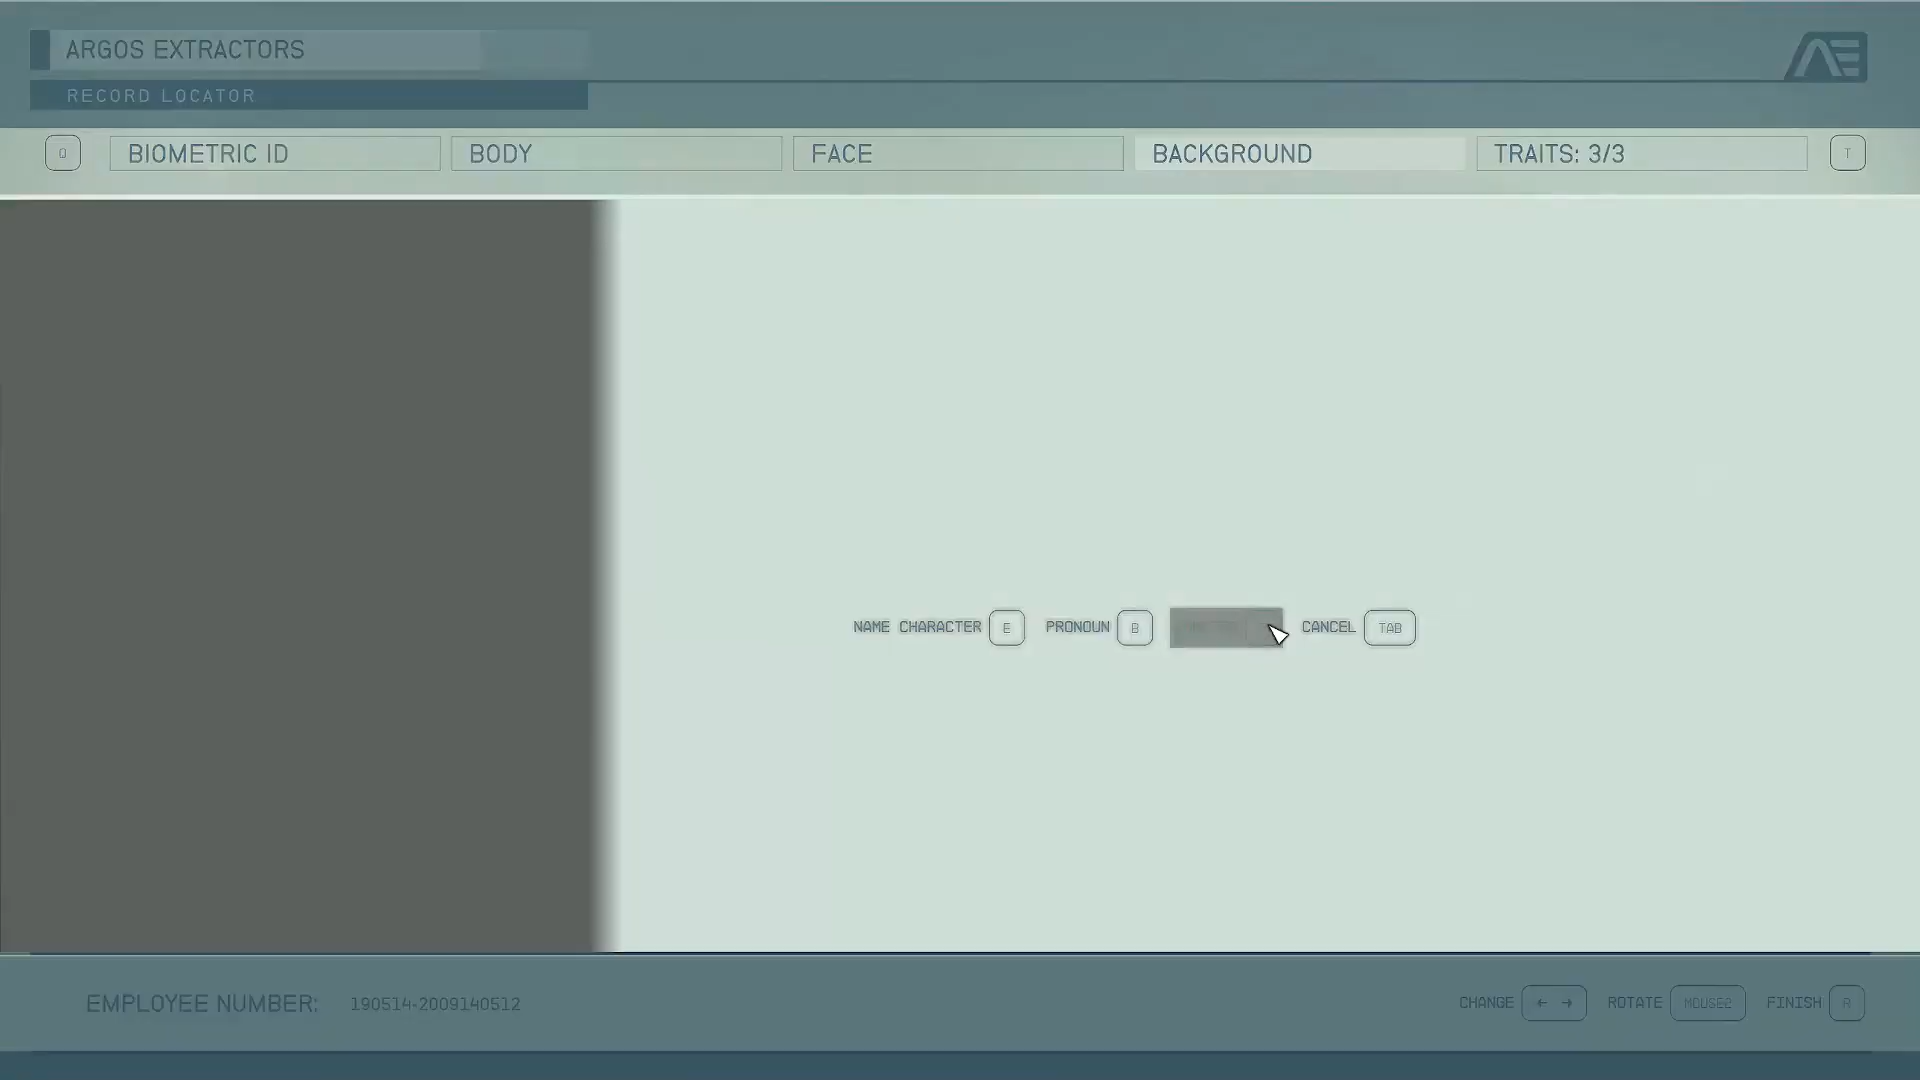 ARGOS EXTRACTORS
RECORD LOCATOR
Q BIOMETRIC ID BODY FACE BACKGROUND TRAITS: 3/3 T
NAME CHARACTER E PRONOUN B CANCEL TAB
EMPLOYEE NUMBER: 190514-2009140512 CHANGE ← → ROTATE MOUSE2 FINISH R